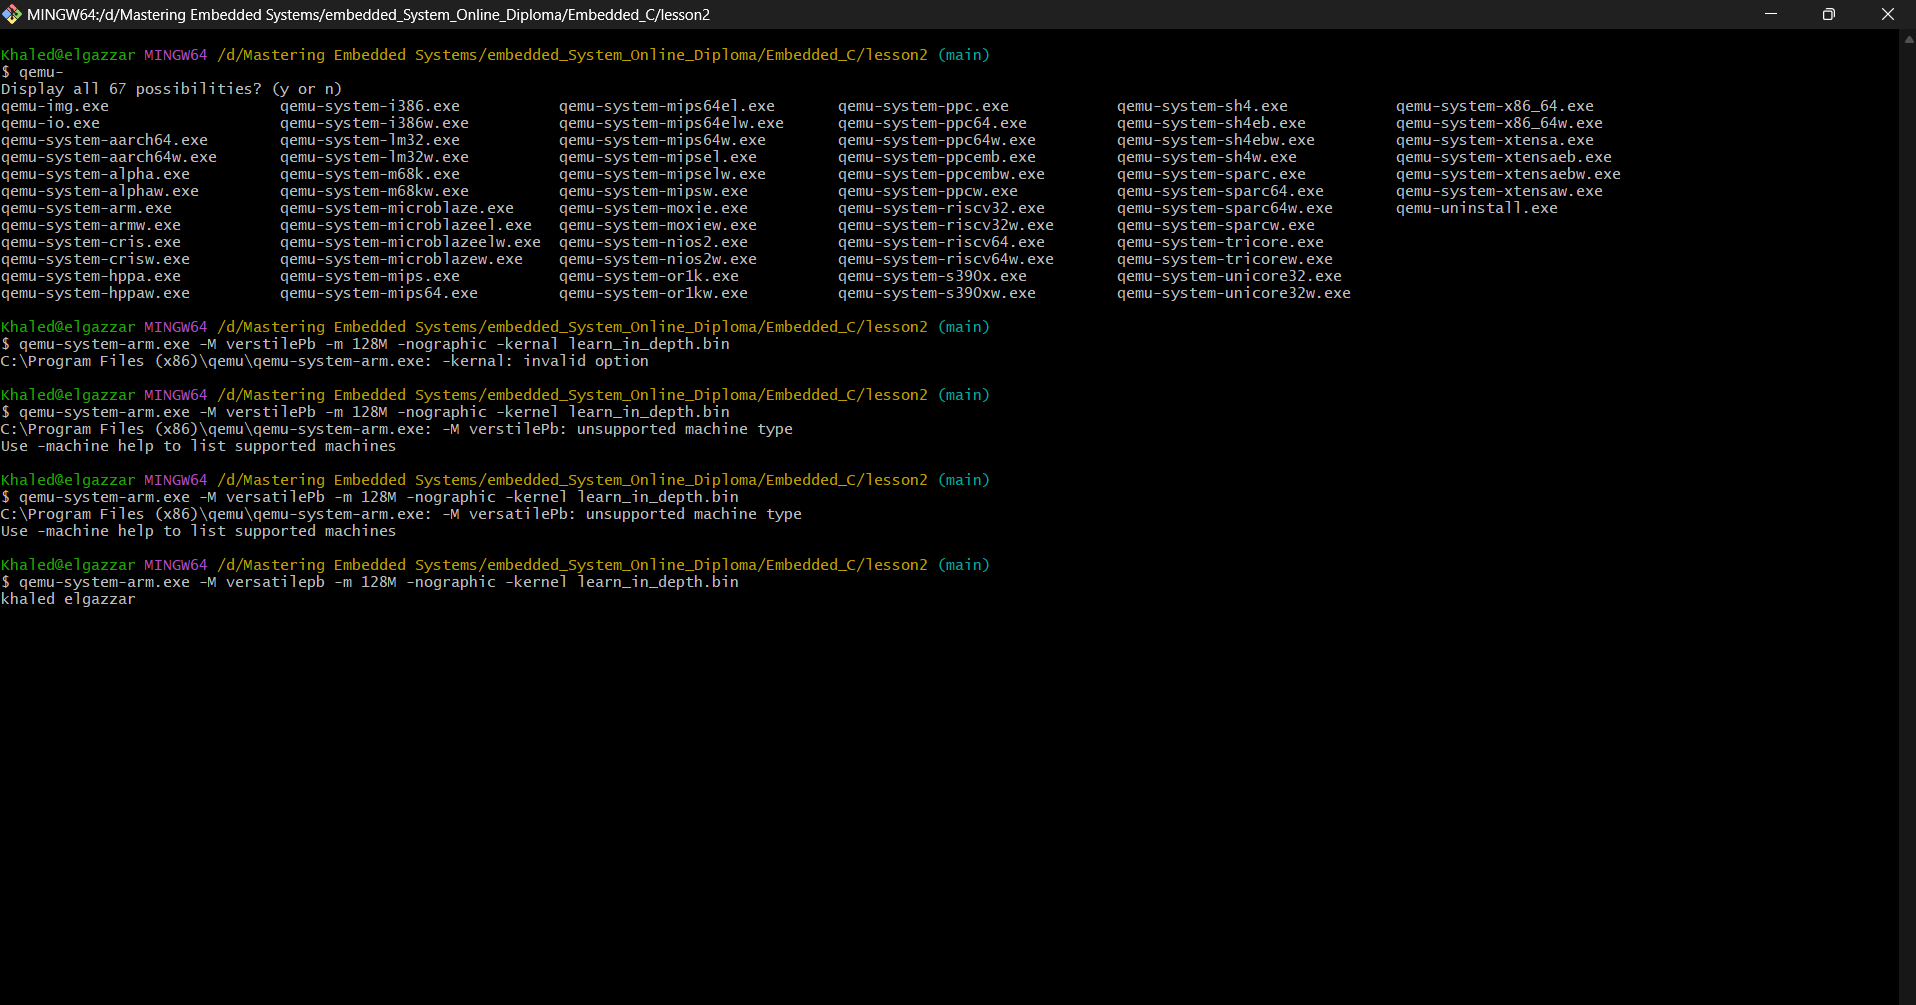 MINGW64:/d/Mastering Embedded Systems/embedded_System_Online_Diploma/Embedded_C/lesson2
Khaled@elgazzar MINGW64 /d/Mastering Embedded Systems/embedded_System_Online_Diploma/Embedded_C/lesson2 (main)
$ qemu-
Display all 67 possibilities? (y or n)
qemu-img.exe qemu-system-i386.exe qemu-system-mips64el.exe qemu-system-ppc.exe qemu-system-sh4.exe qemu-system-x86_64.exe
qemu-io.exe qemu-system-i386w.exe qemu-system-mips64elw.exe qemu-system-ppc64.exe qemu-system-sh4eb.exe qemu-system-x86_64w.exe
qemu-system-aarch64.exe qemu-system-lm32.exe qemu-system-mips64w.exe qemu-system-ppc64w.exe qemu-system-sh4ebw.exe qemu-system-xtensa.exe
qemu-system-aarch64w.exe qemu-system-lm32w.exe qemu-system-mipsel.exe qemu-system-ppcemb.exe qemu-system-sh4w.exe qemu-system-xtensaeb.exe
qemu-system-alpha.exe qemu-system-m68k.exe qemu-system-mipselw.exe qemu-system-ppcembw.exe qemu-system-sparc.exe qemu-system-xtensaebw.exe
qemu-system-alphaw.exe qemu-system-m68kw.exe qemu-system-mipsw.exe qemu-system-ppcw.exe qemu-system-sparc64.exe qemu-system-xtensaw.exe
qemu-system-arm.exe qemu-system-microblaze.exe qemu-system-moxie.exe qemu-system-riscv32.exe qemu-system-sparc64w.exe qemu-uninstall.exe
qemu-system-armw.exe qemu-system-microblazeel.exe qemu-system-moxiew.exe qemu-system-riscv32w.exe qemu-system-sparcw.exe
qemu-system-cris.exe qemu-system-microblazeelw.exe qemu-system-nios2.exe qemu-system-riscv64.exe qemu-system-tricore.exe
qemu-system-crisw.exe qemu-system-microblazew.exe qemu-system-nios2w.exe qemu-system-riscv64w.exe qemu-system-tricorew.exe
qemu-system-hppa.exe qemu-system-mips.exe qemu-system-or1k.exe qemu-system-s390x.exe qemu-system-unicore32.exe
qemu-system-hppaw.exe qemu-system-mips64.exe qemu-system-or1kw.exe qemu-system-s390xw.exe qemu-system-unicore32w.exe
Khaled@elgazzar MINGW64 /d/Mastering Embedded Systems/embedded_System_Online_Diploma/Embedded_C/lesson2 (main)
$ qemu-system-arm.exe -M verstilePb -m 128M -nographic -kernal learn_in_depth.bin
C:\Program Files (x86)\qemu\qemu-system-arm.exe: -kernal: invalid option
Khaled@elgazzar MINGW64 /d/Mastering Embedded Systems/embedded_System_Online_Diploma/Embedded_C/lesson2 (main)
$ qemu-system-arm.exe -M verstilePb -m 128M -nographic -kernel learn_in_depth.bin
C:\Program Files (x86)\qemu\qemu-system-arm.exe: -M verstilePb: unsupported machine type
Use -machine help to list supported machines
Khaled@elgazzar MINGW64 /d/Mastering Embedded Systems/embedded_System_Online_Diploma/Embedded_C/lesson2 (main)
$ qemu-system-arm.exe -M versatilePb -m 128M -nographic -kernel learn_in_depth.bin
C:\Program Files (x86)\qemu\qemu-system-arm.exe: -M versatilePb: unsupported machine type
Use -machine help to list supported machines
Khaled@elgazzar MINGW64 /d/Mastering Embedded Systems/embedded_System_Online_Diploma/Embedded_C/lesson2 (main)
$ qemu-system-arm.exe -M versatilepb -m 128M -nographic -kernel learn_in_depth.bin
khaled elgazzar